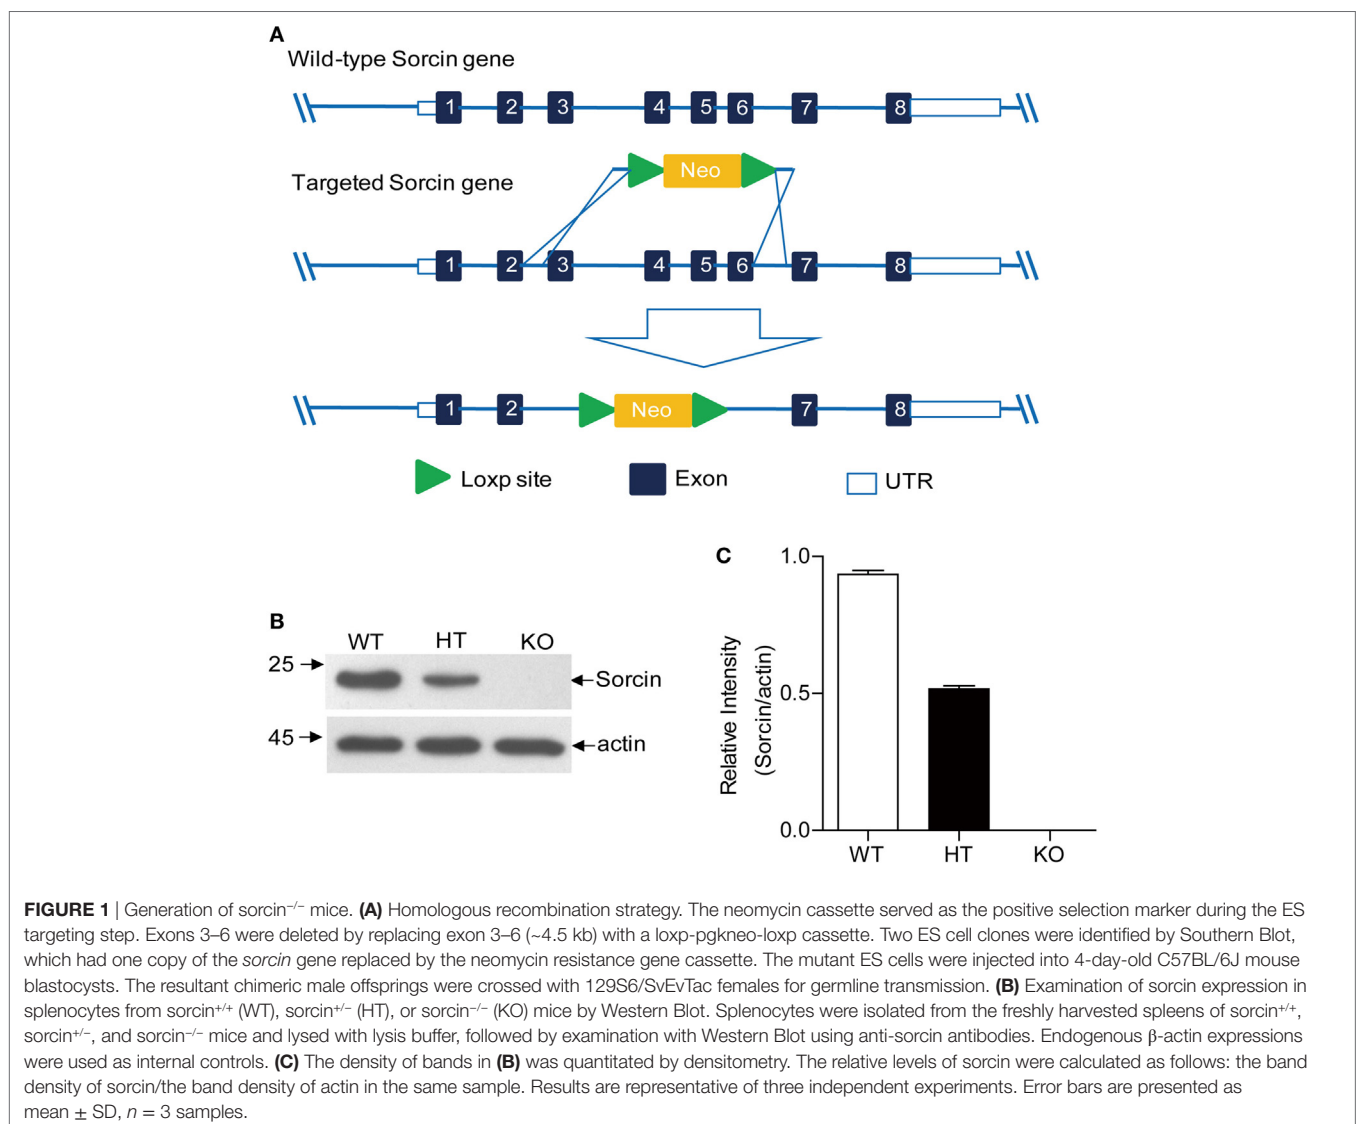 A
Wild-type Sorcin gene
1 2 3 4 5 6 7 8
Neo
Targeted Sorcin gene
1 2 3 4 5 6 7 8
1 2 Neo 7 8
Loxp site Exon UTR
B
WT HT KO
25 Sorcin
45 actin
C
Relative Intensity
(Sorcin/actin)
1.0
0.5
0.0
WT HT KO
FIGURE 1 | Generation of sorcin−/− mice. (A) Homologous recombination strategy. The neomycin cassette served as the positive selection marker during the ES
targeting step. Exons 3–6 were deleted by replacing exon 3–6 (~4.5 kb) with a loxp-pgkneo-loxp cassette. Two ES cell clones were identified by Southern Blot,
which had one copy of the sorcin gene replaced by the neomycin resistance gene cassette. The mutant ES cells were injected into 4-day-old C57BL/6J mouse
blastocysts. The resultant chimeric male offsprings were crossed with 129S6/SvEvTac females for germline transmission. (B) Examination of sorcin expression in
splenocytes from sorcin+/+ (WT), sorcin+/− (HT), or sorcin−/− (KO) mice by Western Blot. Splenocytes were isolated from the freshly harvested spleens of sorcin+/+,
sorcin+/−, and sorcin−/− mice and lysed with lysis buffer, followed by examination with Western Blot using anti-sorcin antibodies. Endogenous β-actin expressions
were used as internal controls. (C) The density of bands in (B) was quantitated by densitometry. The relative levels of sorcin were calculated as follows: the band
density of sorcin/the band density of actin in the same sample. Results are representative of three independent experiments. Error bars are presented as
mean ± SD, n = 3 samples.